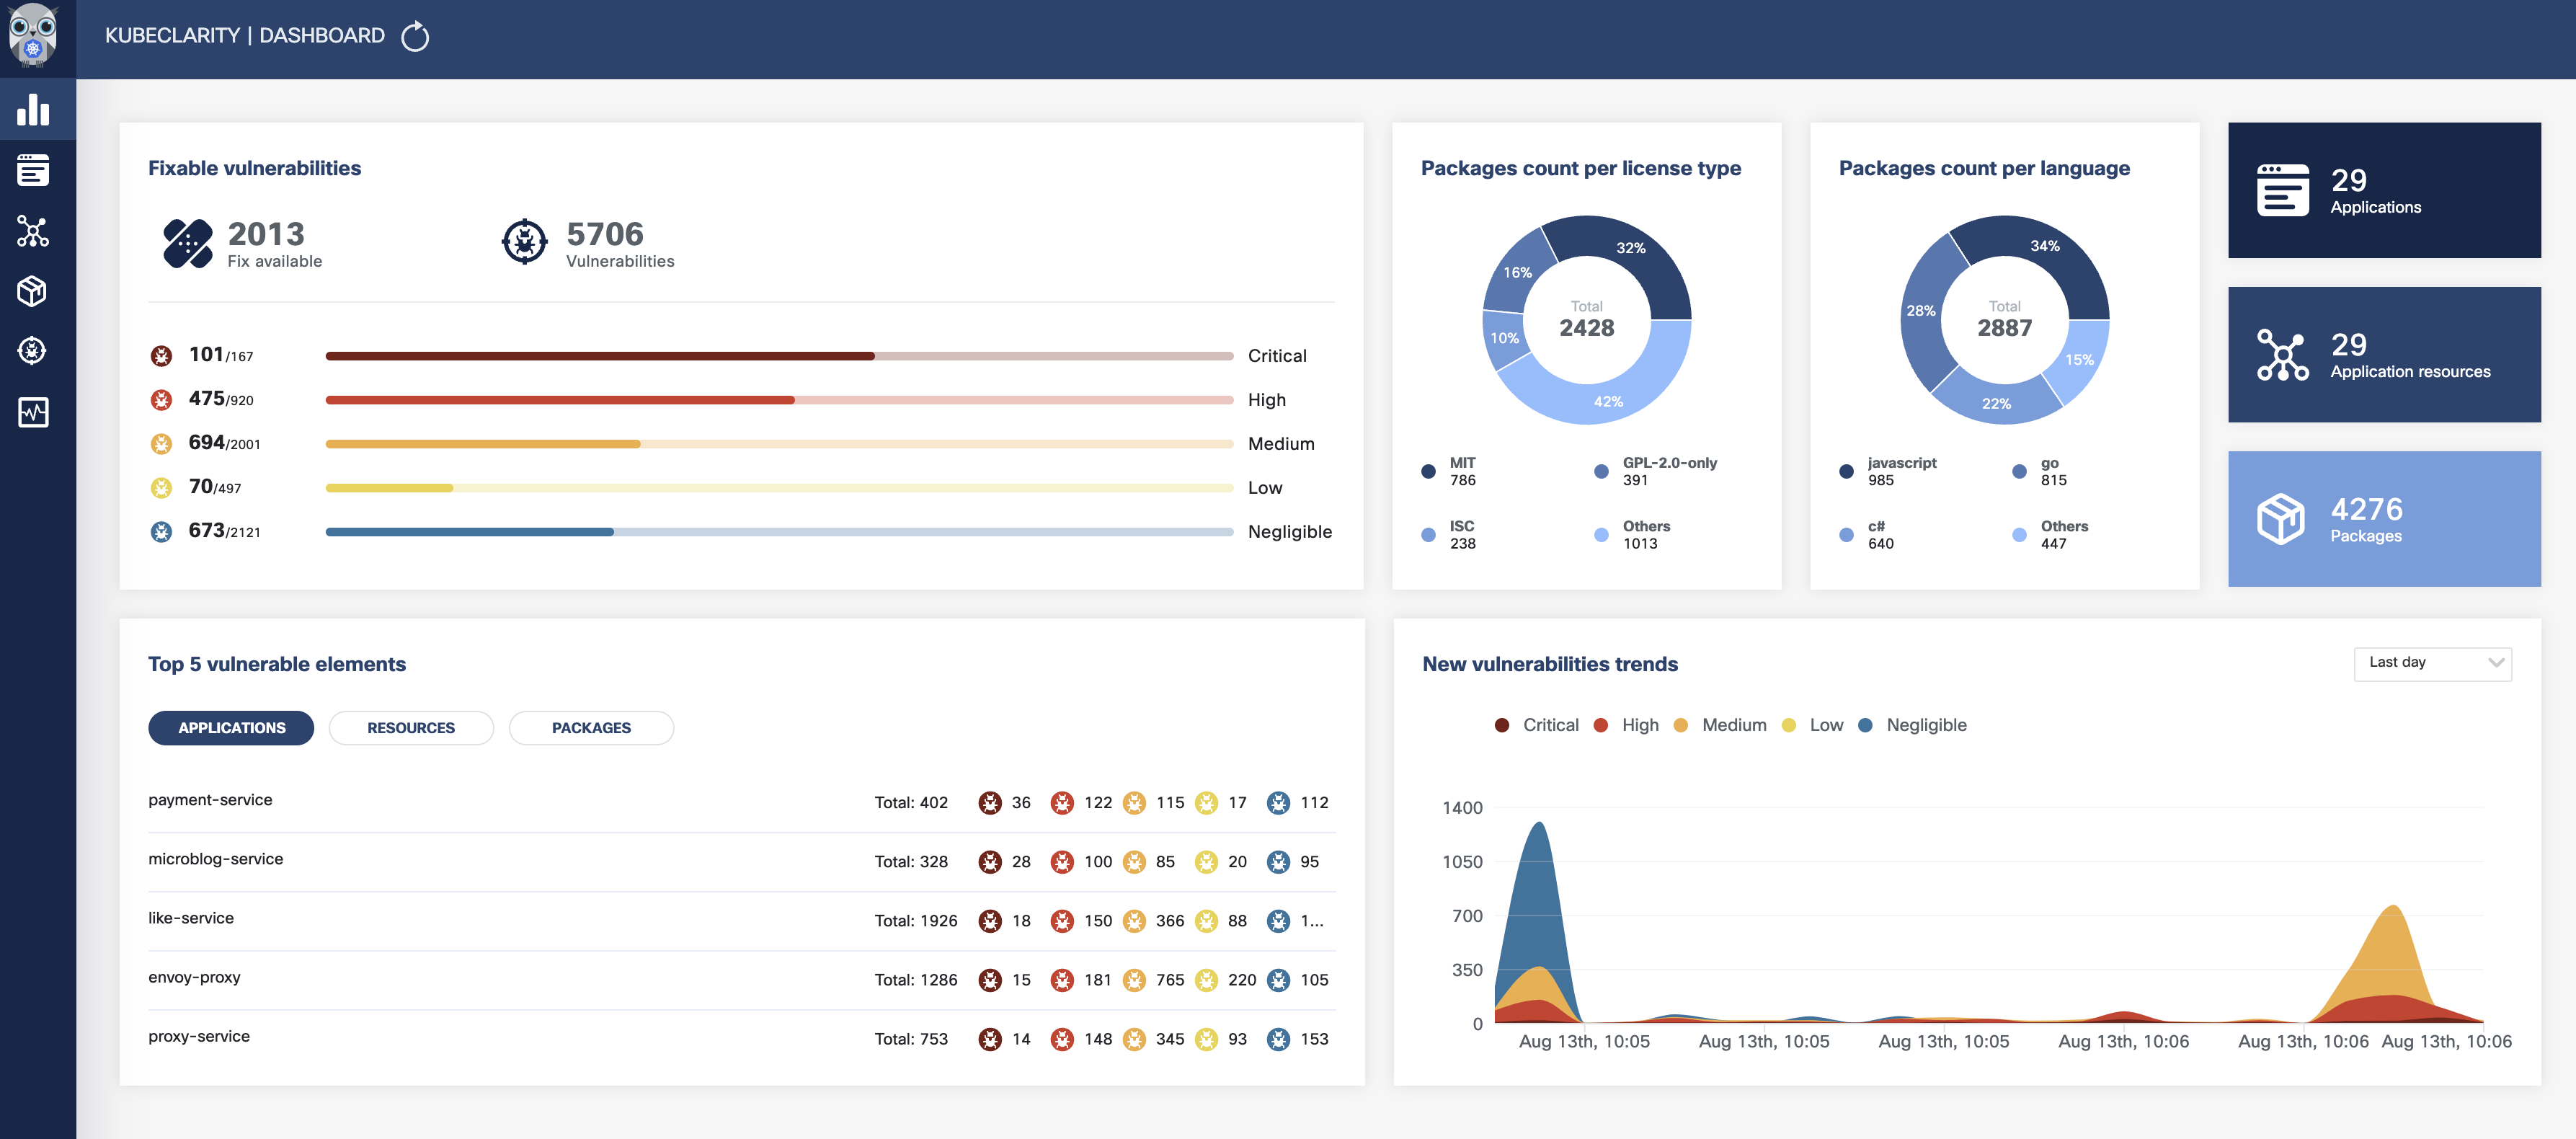 KUBECLARITY | DASHBOARD
Fixable vulnerabilities
2013
Fix available
5706
Vulnerabilities
101/167 Critical
475/920 High
694/2001 Medium
70/497 Low
673/2121 Negligible
Packages count per license type
32%
16%
10%
42%
Total
2428
MIT
786
GPL-2.0-only
391
ISC
238
Others
1013
Packages count per language
34%
28%
15%
22%
Total
2887
javascript
985
go
815
c#
640
Others
447
29
Applications
29
Application resources
4276
Packages
Top 5 vulnerable elements
APPLICATIONS RESOURCES PACKAGES
payment-service Total: 402 36 122 115 17 112
microblog-service Total: 328 28 100 85 20 95
like-service Total: 1926 18 150 366 88 1...
envoy-proxy Total: 1286 15 181 765 220 105
proxy-service Total: 753 14 148 345 93 153
New vulnerabilities trends
Last day
Critical High Medium Low Negligible
1400
1050
700
350
0
Aug 13th, 10:05 Aug 13th, 10:05 Aug 13th, 10:05 Aug 13th, 10:06 Aug 13th, 10:06 Aug 13th, 10:06